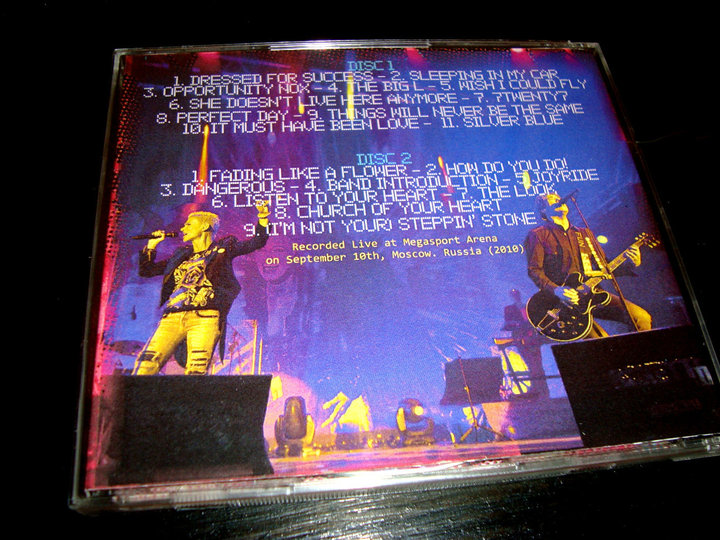 DISC 1
1. DRESSED FOR SUCCESS - 2. SLEEPING IN MY CAR
3. OPPORTUNITY NOX - 4. THE BIG L - 5. WISH I COULD FLY
6. SHE DOESN'T LIVE HERE ANYMORE - 7. 7TWENTY7
8. PERFECT DAY - 9. THINGS WILL NEVER BE THE SAME
10. IT MUST HAVE BEEN LOVE - 11. SILVER BLUE
DISC 2
1. FADING LIKE A FLOWER - 2. HOW DO YOU DO!
3. DANGEROUS - 4. BAND INTRODUCTION - 5. JOYRIDE
6. LISTEN TO YOUR HEART - 7. THE LOOK
8. CHURCH OF YOUR HEART
9. (I'M NOT YOUR) STEPPIN' STONE
Recorded Live at Megasport Arena
on September 10th, Moscow. Russia (2010)